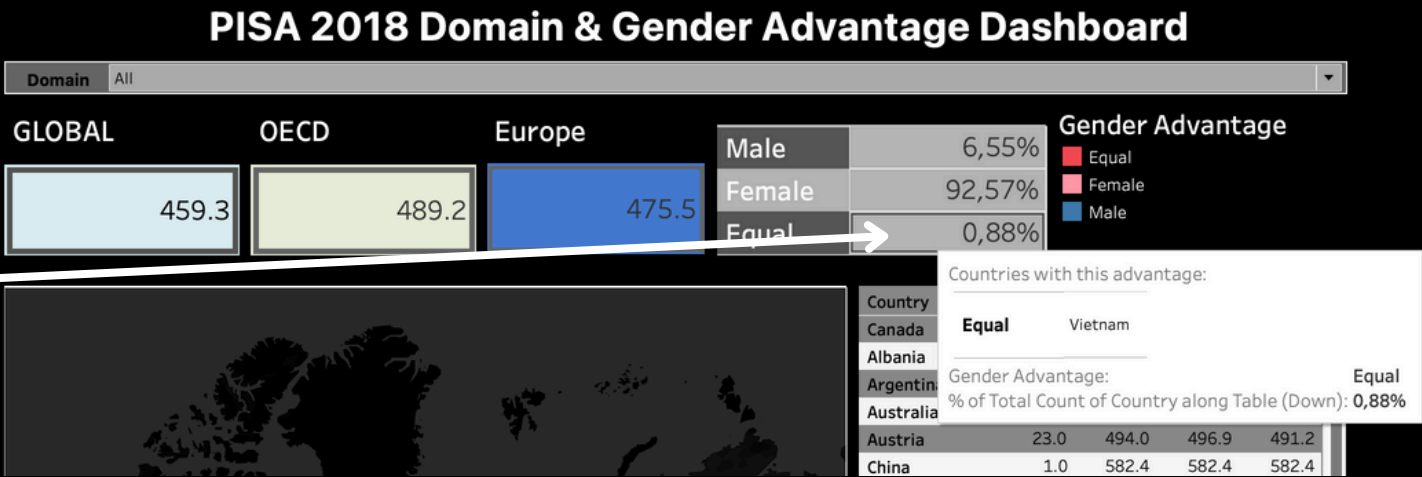 PISA 2018 Domain & Gender Advantage Dashboard
Domain All
GLOBAL
459.3
OECD
489.2
Europe
475.5
Male 6,55%
Female 92,57%
Equal 0,88%
Gender Advantage
Equal
Female
Male
Countries with this advantage:
Equal Vietnam
Gender Advantage: Equal
% of Total Count of Country along Table (Down): 0,88%
Country
Canada
Albania
Argentin
Australia
Austria 23.0 494.0 496.9 491.2
China 1.0 582.4 582.4 582.4